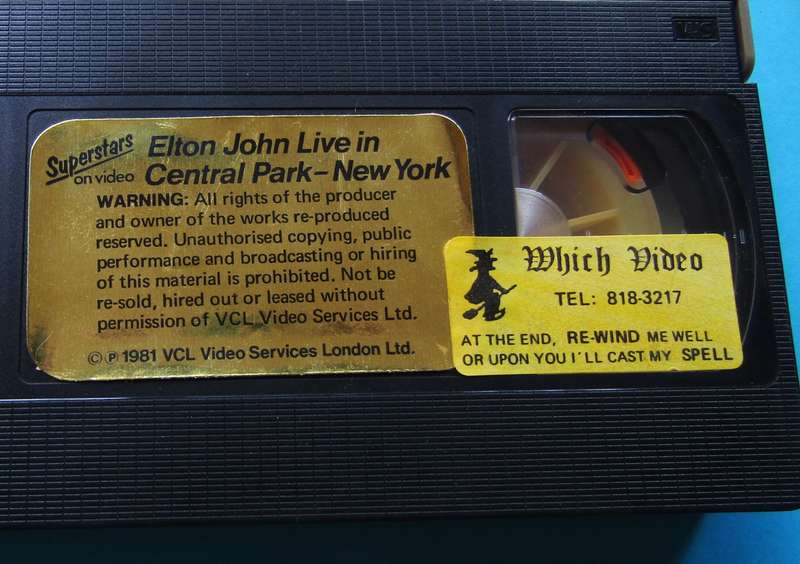 Superstars
on video
Elton John Live in
Central Park – New York
WARNING: All rights of the producer
and owner of the works re-produced
reserved. Unauthorised copying, public
performance and broadcasting or hiring
of this material is prohibited. Not be
re-sold, hired out or leased without
permission of VCL Video Services Ltd.
© ℗ 1981 VCL Video Services London Ltd.
Which Video
TEL: 818-3217
AT THE END, RE-WIND ME WELL
OR UPON YOU I'LL CAST MY SPELL